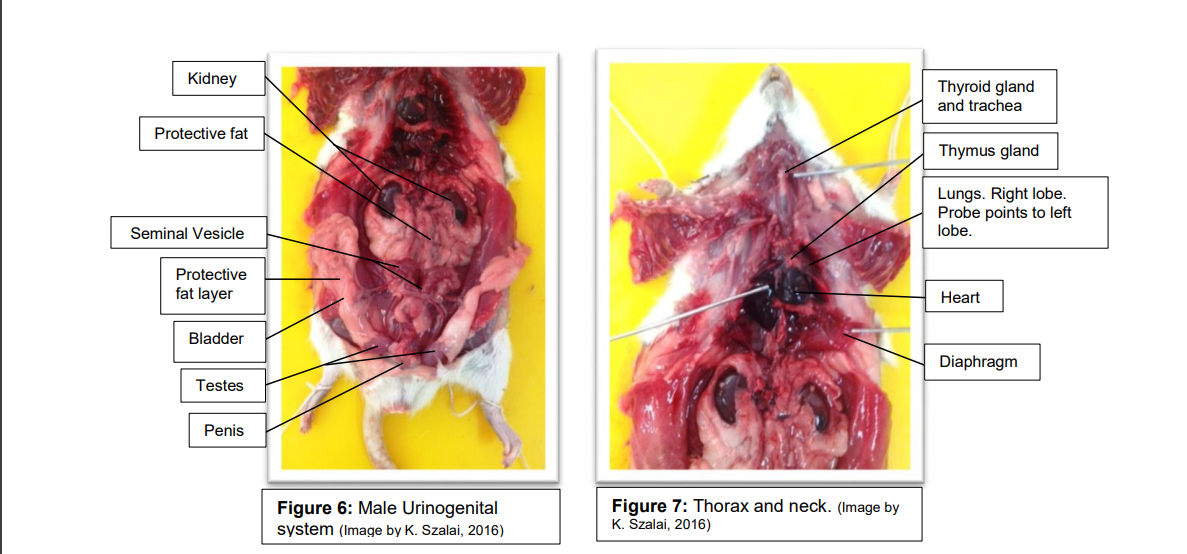 Kidney
Protective fat
Seminal Vesicle
Protective
fat layer
Bladder
Testes
Penis
Figure 6: Male Urinogenital
system (Image by K. Szalai, 2016)
Thyroid gland
and trachea
Thymus gland
Lungs. Right lobe.
Probe points to left
lobe.
Heart
Diaphragm
Figure 7: Thorax and neck. (Image by
K. Szalai, 2016)